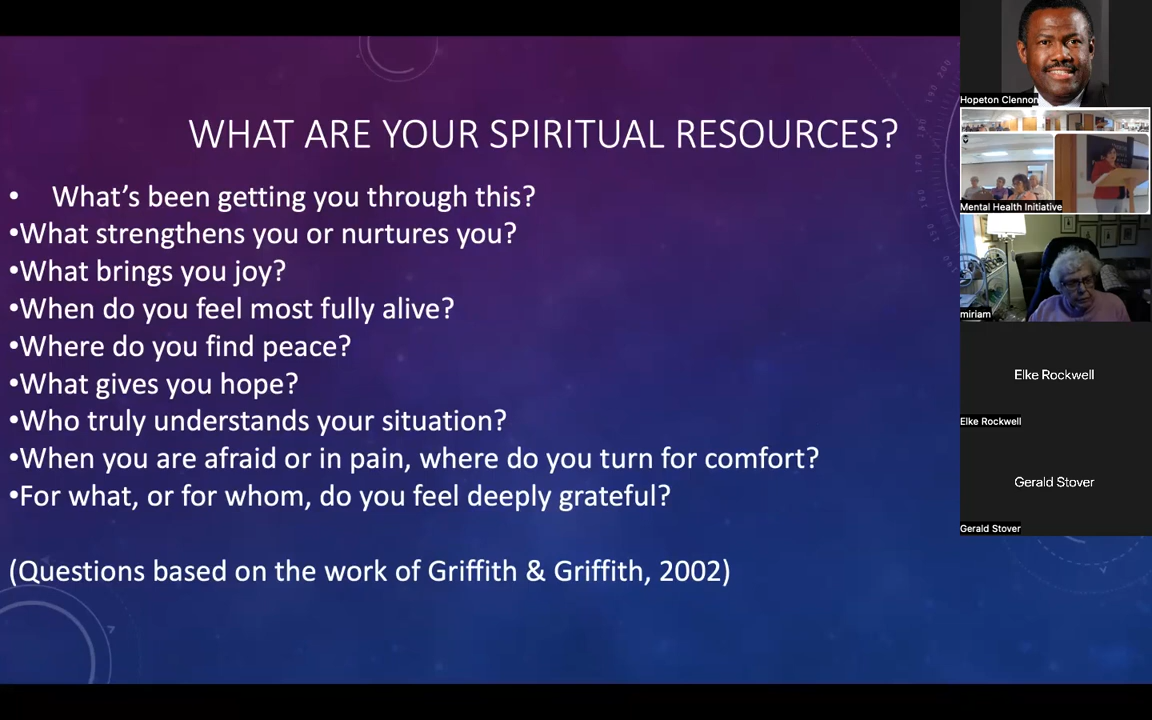 WHAT ARE YOUR SPIRITUAL RESOURCES?
• What's been getting you through this?
•What strengthens you or nurtures you?
•What brings you joy?
•When do you feel most fully alive?
•Where do you find peace?
•What gives you hope?
•Who truly understands your situation?
•When you are afraid or in pain, where do you turn for comfort?
•For what, or for whom, do you feel deeply grateful?
(Questions based on the work of Griffith & Griffith, 2002)
Hopeton Clennon
Mental Health Initiative
miriam
Elke Rockwell
Elke Rockwell
Gerald Stover
Gerald Stover